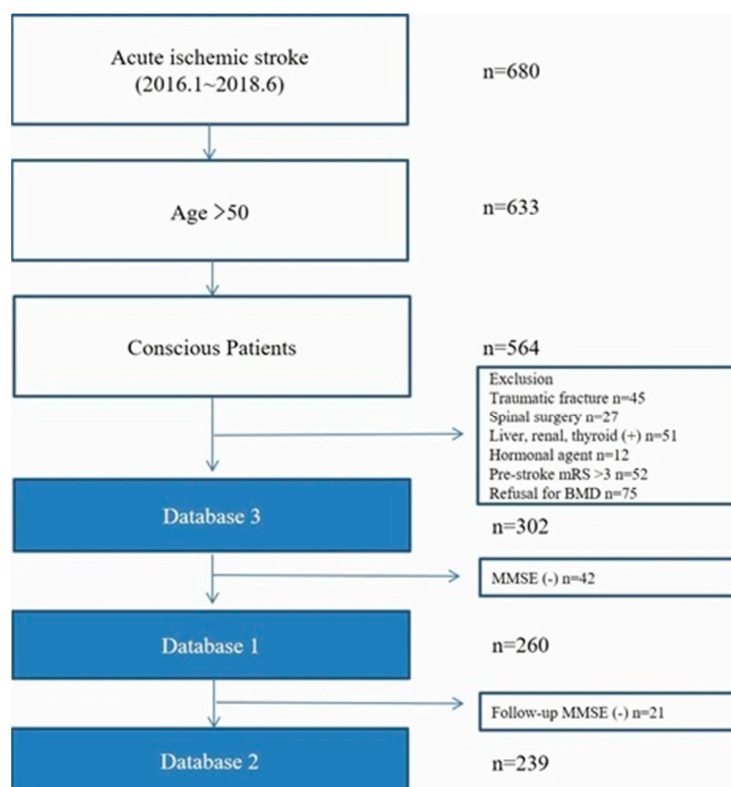 Acute ischemic stroke
(2016.1~2018.6)
n=680
Age >50
n=633
Conscious Patients
n=564
Exclusion
Traumatic fracture n=45
Spinal surgery n=27
Liver, renal, thyroid (+) n=51
Hormonal agent n=12
Pre-stroke mRS >3 n=52
Refusal for BMD n=75
Database 3
n=302
MMSE (-) n=42
Database 1
n=260
Follow-up MMSE (-) n=21
Database 2
n=239